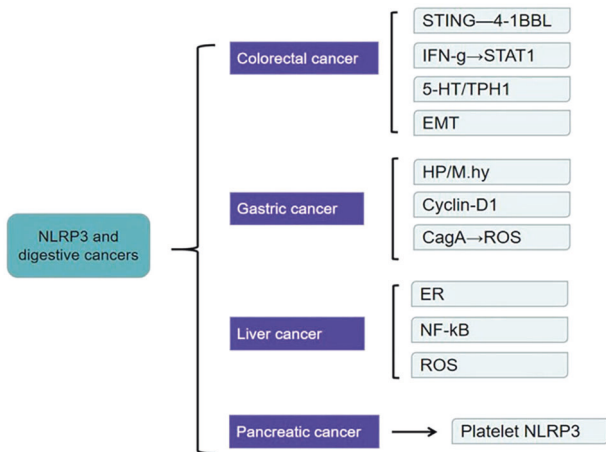 NLRP3 and
digestive cancers
Colorectal cancer
STING—4-1BBL
IFN-g→STAT1
5-HT/TPH1
EMT
Gastric cancer
HP/M.hy
Cyclin-D1
CagA→ROS
Liver cancer
ER
NF-kB
ROS
Pancreatic cancer
Platelet NLRP3